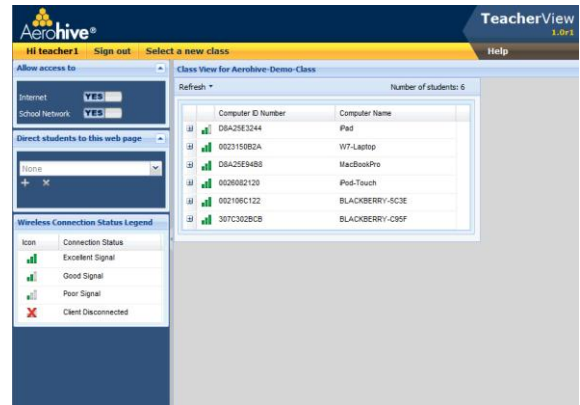 Aerohive®
TeacherView
1.0r1
Hi teacher1 Sign out Select a new class Help
Allow access to
Internet YES
School Network YES
Direct students to this web page
None
Wireless Connection Status Legend
Icon Connection Status
Excellent Signal
Good Signal
Poor Signal
Client Disconnected
Class View for Aerohive-Demo-Class
Refresh Number of students: 6
Computer ID Number Computer Name
D8A25E3244 iPad
0023150B2A W7-Laptop
D8A25E94B8 MacBookPro
0026082120 iPod-Touch
002106C122 BLACKBERRY-5C3E
307C302BCB BLACKBERRY-C95F